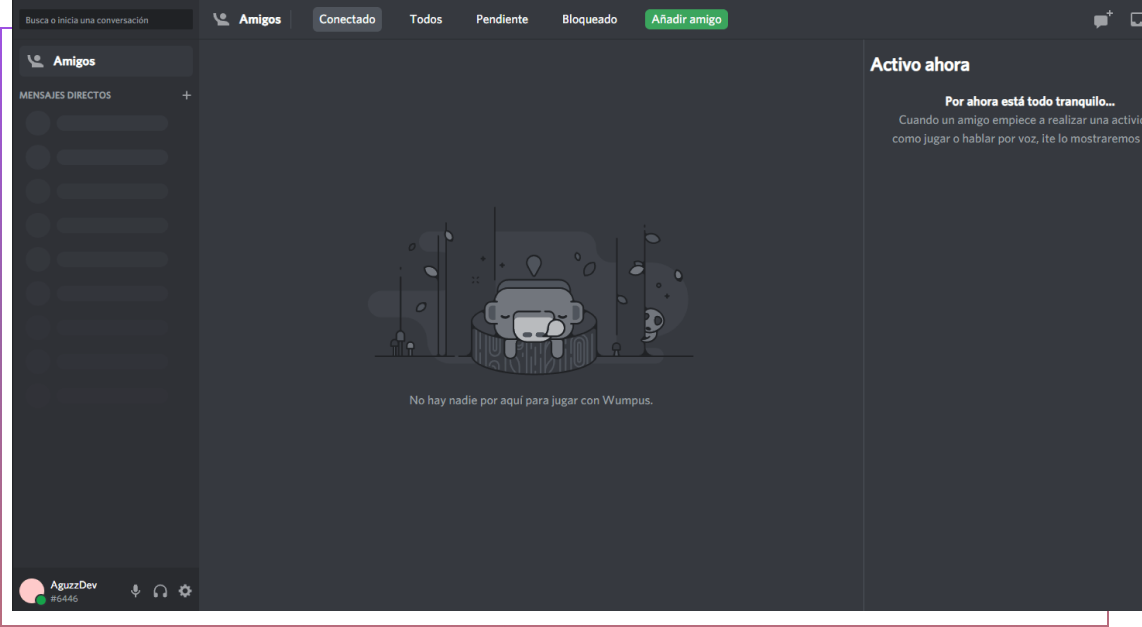 Busca o inicia una conversación
Amigos
Conectado
Todos
Pendiente
Bloqueado
Añadir amigo
Amigos
MENSAJES DIRECTOS
Activo ahora
Por ahora está todo tranquilo...
Cuando un amigo empiece a realizar una activi
como jugar o hablar por voz, ¡te lo mostraremos
No hay nadie por aquí para jugar con Wumpus.
AguzzDev
#6446